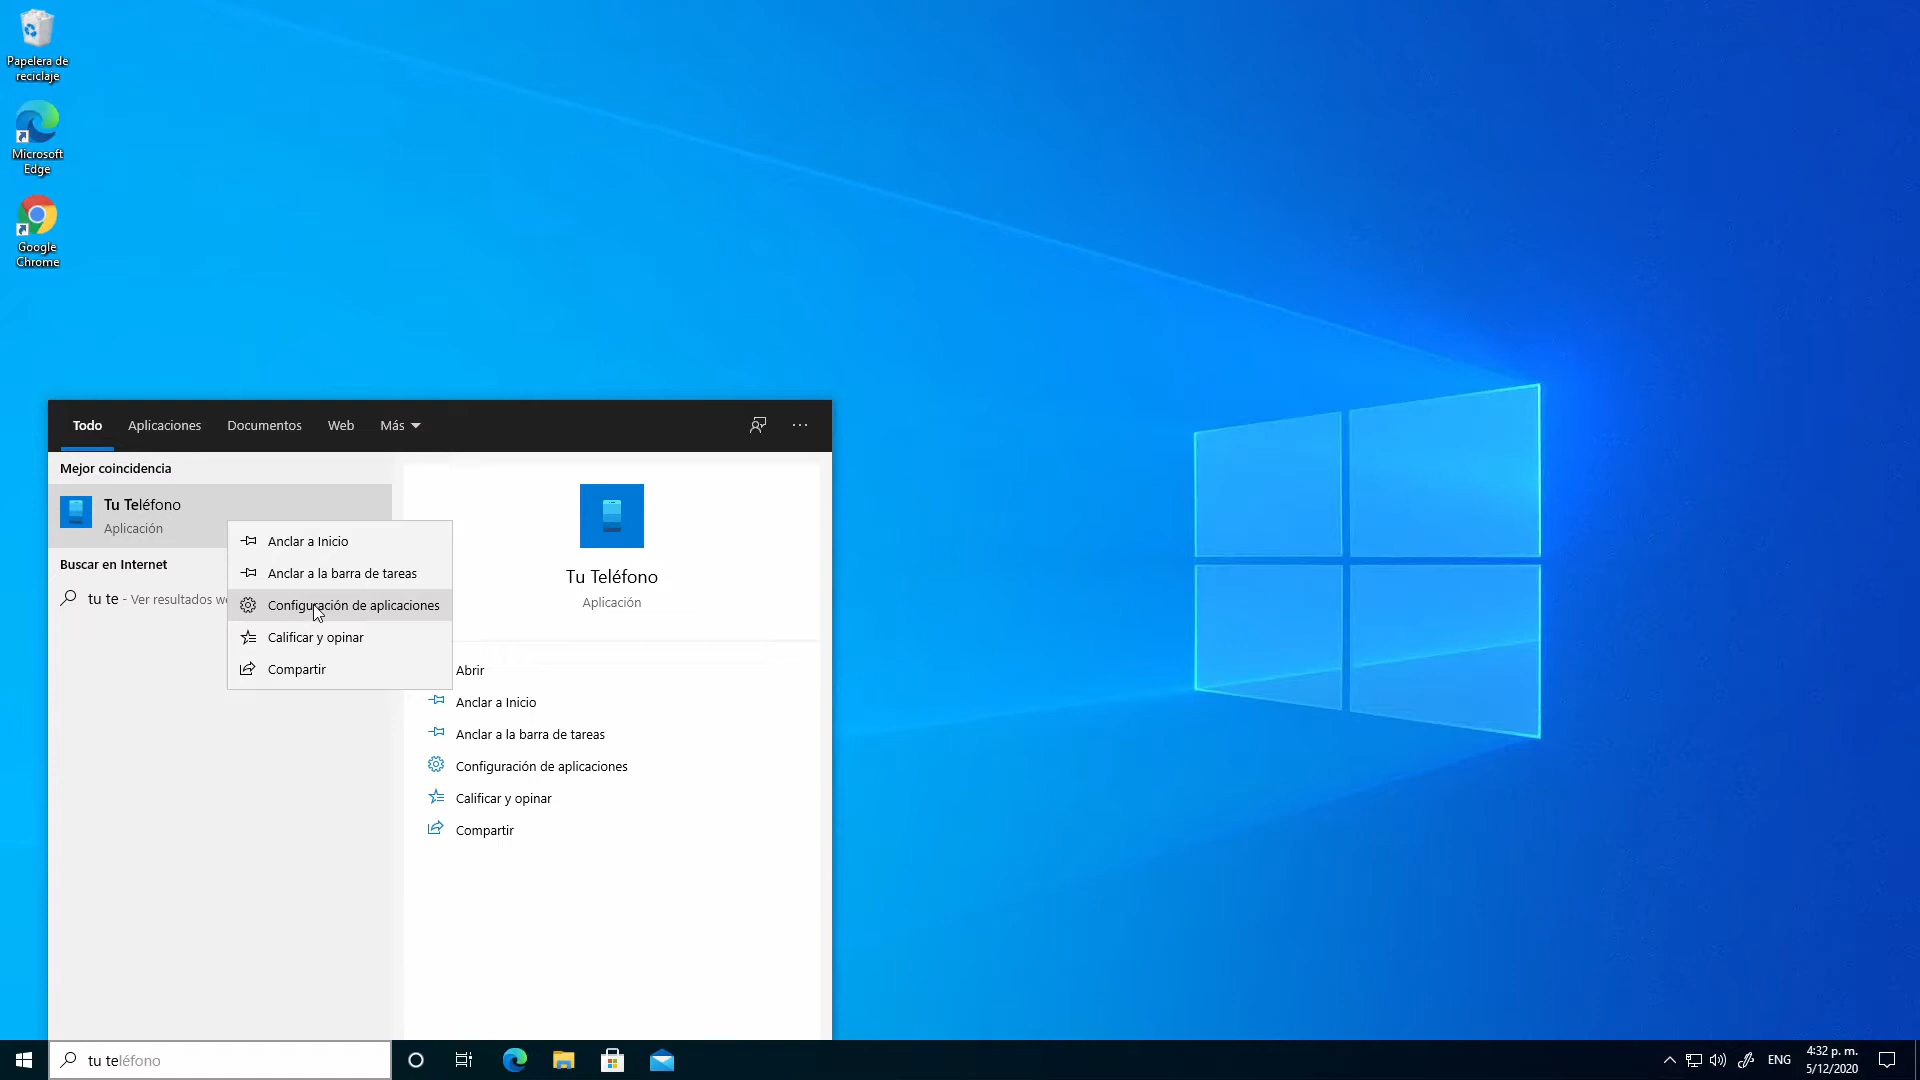 Papelera de
reciclaje
Microsoft
Edge
Google
Chrome
Todo
Aplicaciones
Documentos
Web
Más
...
Mejor coincidencia
Tu Teléfono
Aplicación
Buscar en Internet
tu te - Ver resultados we
Anclar a Inicio
Anclar a la barra de tareas
Configuración de aplicaciones
Calificar y opinar
Compartir
Tu Teléfono
Aplicación
Abrir
Anclar a Inicio
Anclar a la barra de tareas
Configuración de aplicaciones
Calificar y opinar
Compartir
tu teléfono
ENG
4:32 p. m.
5/12/2020